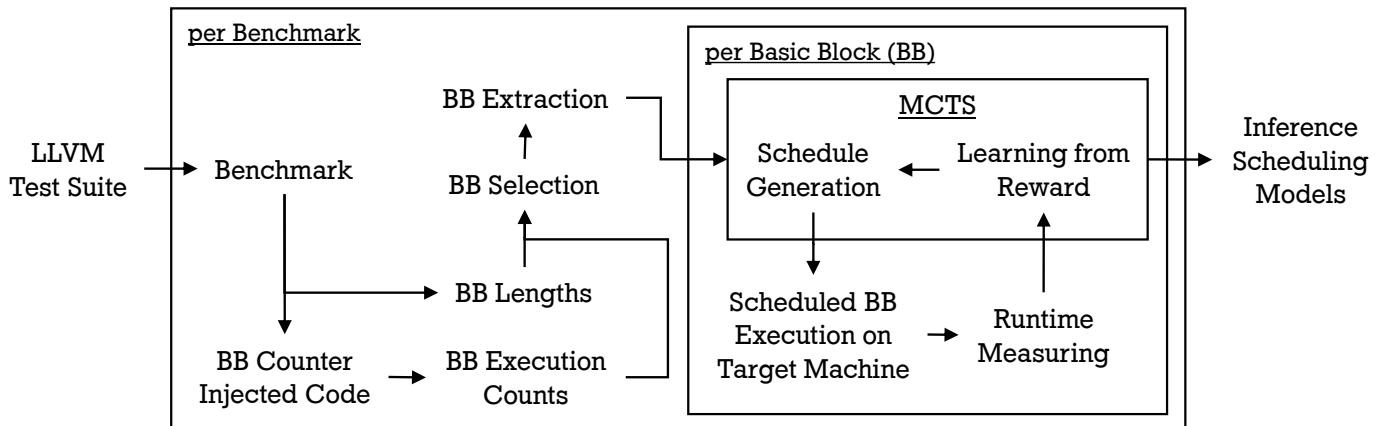 per Benchmark
per Basic Block (BB)
MCTS
LLVM
Test Suite
Benchmark
BB Extraction
BB Selection
BB Lengths
BB Counter
Injected Code
BB Execution
Counts
Schedule
Generation
Learning from
Reward
Scheduled BB
Execution on
Target Machine
Runtime
Measuring
Inference
Scheduling
Models